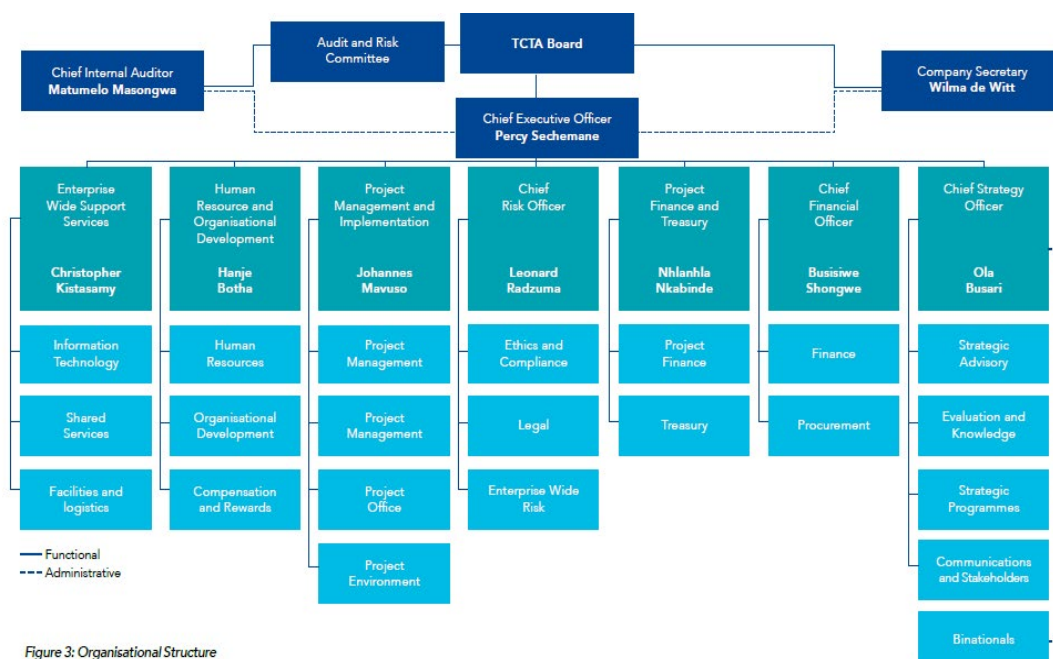 Audit and Risk
Committee
TCTA Board
Chief Internal Auditor
Matumelo Masongwa
Company Secretary
Wilma de Witt
Chief Executive Officer
Percy Sechemane
Enterprise
Wide Support
Services
Christopher
Kistasamy
Human
Resource and
Organisational
Development
Hanje
Botha
Project
Management and
Implementation
Johannes
Mavuso
Chief
Risk Officer
Leonard
Radzuma
Project
Finance and
Treasury
Nhlanhla
Nkabinde
Chief
Financial
Officer
Busisiwe
Shongwe
Chief Strategy
Officer
Ola
Busari
Information
Technology
Human
Resources
Project
Management
Ethics and
Compliance
Project
Finance
Finance
Strategic
Advisory
Shared
Services
Organisational
Development
Project
Management
Legal
Treasury
Procurement
Evaluation and
Knowledge
Facilities and
logistics
Compensation
and Rewards
Project
Office
Enterprise Wide
Risk
Strategic
Programmes
Functional
Administrative
Project
Environment
Communications
and Stakeholders
Binationals
Figure 3: Organisational Structure